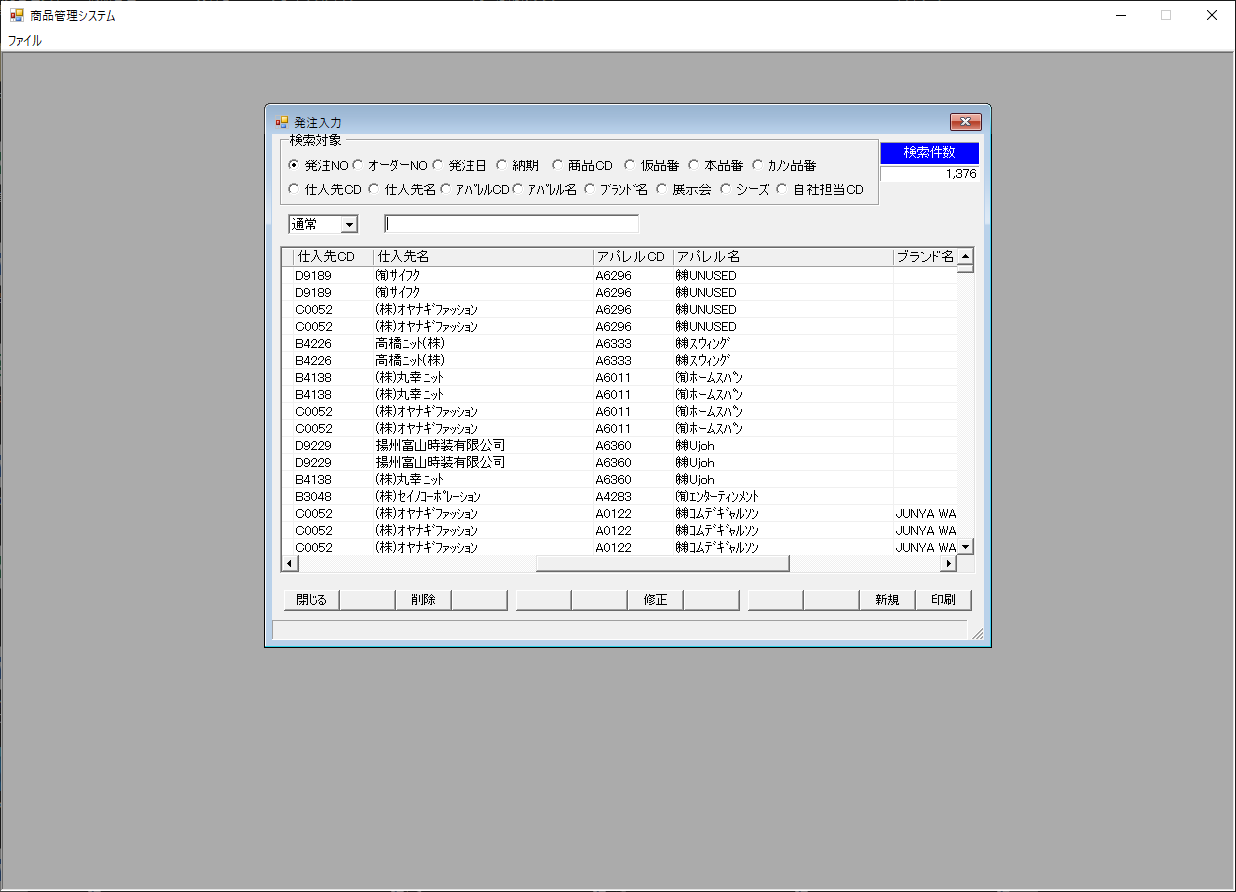 商品管理システム
ファイル
発注入力
検索対象
発注NO オーダーNO 発注日 納期 商品CD 仮品番 本品番 ｶﾉﾝ品番
仕入先CD 仕入先名 ｱﾊﾟﾚﾙCD ｱﾊﾟﾚﾙ名 ﾌﾞﾗﾝﾄﾞ名 展示会 シーズ 自社担当CD
検索件数
1,376
通常
仕入先CD 仕入先名 アパレルCD アパレル名 ブランド名
D9189 ㈲ｻｲﾌｸ A6296 ㈱UNUSED
D9189 ㈲ｻｲﾌｸ A6296 ㈱UNUSED
C0052 (株)ｵﾔﾅｷﾞﾌｧｯｼｮﾝ A6296 ㈱UNUSED
C0052 (株)ｵﾔﾅｷﾞﾌｧｯｼｮﾝ A6296 ㈱UNUSED
B4226 高橋ﾆｯﾄ(株) A6333 ㈱ｽｳｨﾝｸﾞ
B4226 高橋ﾆｯﾄ(株) A6333 ㈱ｽｳｨﾝｸﾞ
B4138 (株)丸幸ﾆｯﾄ A6011 ㈲ﾎｰﾑｽﾊﾟﾝ
B4138 (株)丸幸ﾆｯﾄ A6011 ㈲ﾎｰﾑｽﾊﾟﾝ
C0052 (株)ｵﾔﾅｷﾞﾌｧｯｼｮﾝ A6011 ㈲ﾎｰﾑｽﾊﾟﾝ
C0052 (株)ｵﾔﾅｷﾞﾌｧｯｼｮﾝ A6011 ㈲ﾎｰﾑｽﾊﾟﾝ
D9229 揚州富山時装有限公司 A6360 ㈱Ujoh
D9229 揚州富山時装有限公司 A6360 ㈱Ujoh
B4138 (株)丸幸ﾆｯﾄ A6360 ㈱Ujoh
B3048 (株)ｾｲﾉｺｰﾎﾟﾚｰｼｮﾝ A4283 ㈲ｴﾝﾀｰﾃｨﾝﾒﾝﾄ
C0052 (株)ｵﾔﾅｷﾞﾌｧｯｼｮﾝ A0122 ㈱ｺﾑﾃﾞｷﾞｬﾙｿﾝ JUNYA WA
C0052 (株)ｵﾔﾅｷﾞﾌｧｯｼｮﾝ A0122 ㈱ｺﾑﾃﾞｷﾞｬﾙｿﾝ JUNYA WA
C0052 (株)ｵﾔﾅｷﾞﾌｧｯｼｮﾝ A0122 ㈱ｺﾑﾃﾞｷﾞｬﾙｿﾝ JUNYA WA
閉じる 削除 修正 新規 印刷